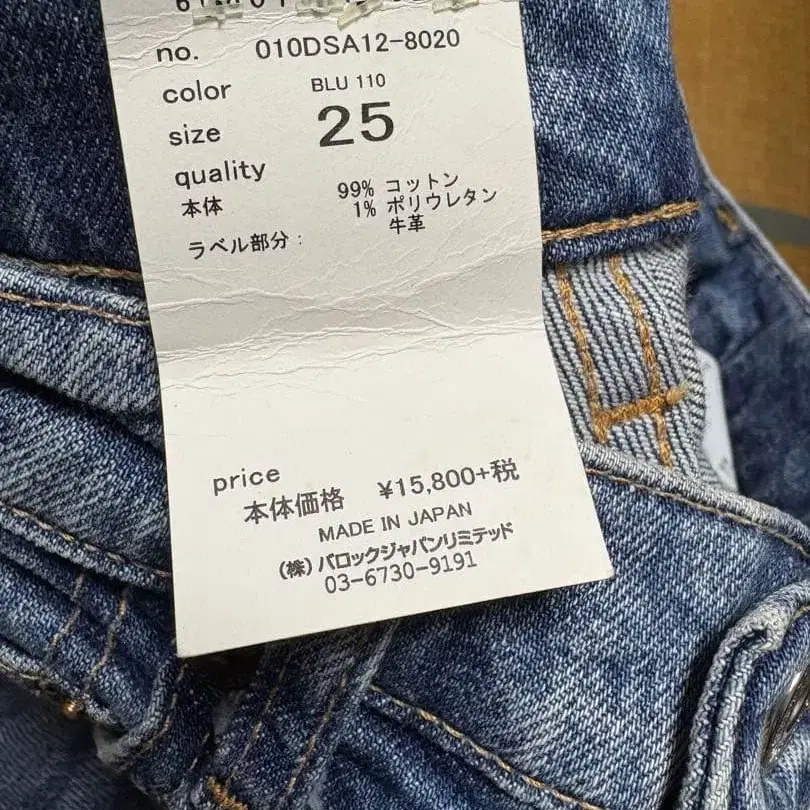 no. 010DSA12-8020
color BLU 110
size 25
quality
本体 99% コットン
1% ポリウレタン
ラベル部分: 牛革
price
本体価格 ¥15,800+税
MADE IN JAPAN
(株)バロックジャパンリミテッド
03-6730-9191